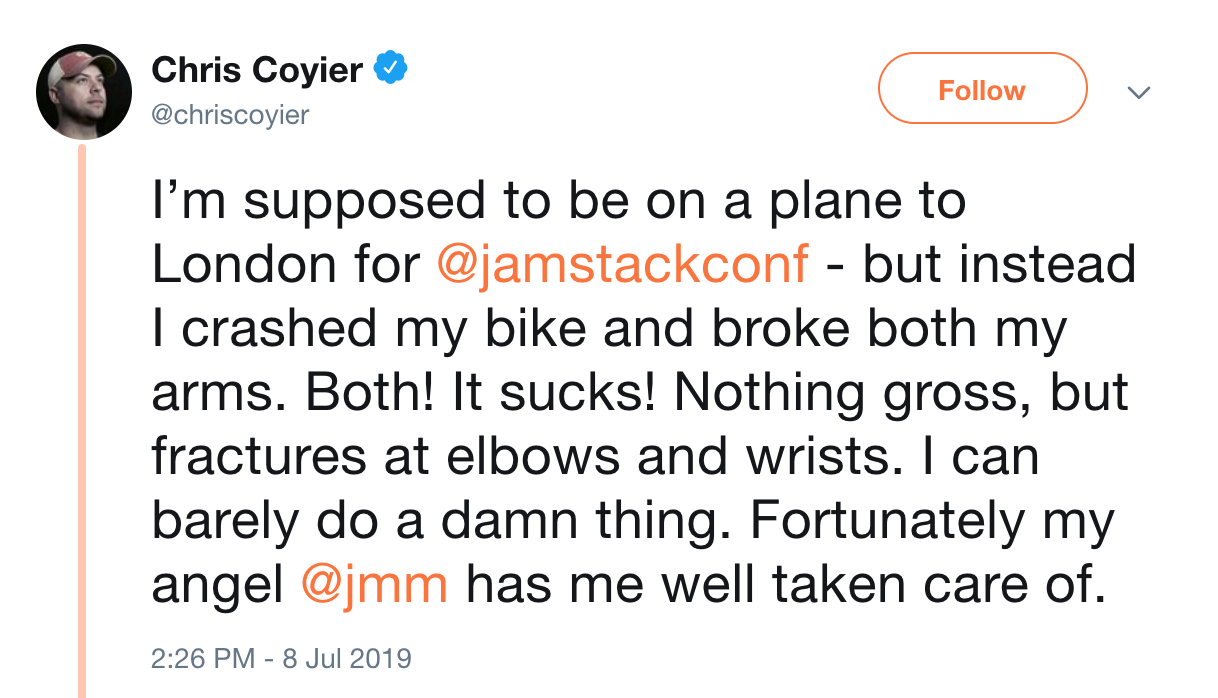 Chris Coyier
@chriscoyier
Follow
I’m supposed to be on a plane to
London for @jamstackconf - but instead
I crashed my bike and broke both my
arms. Both! It sucks! Nothing gross, but
fractures at elbows and wrists. I can
barely do a damn thing. Fortunately my
angel @jmm has me well taken care of.
2:26 PM - 8 Jul 2019